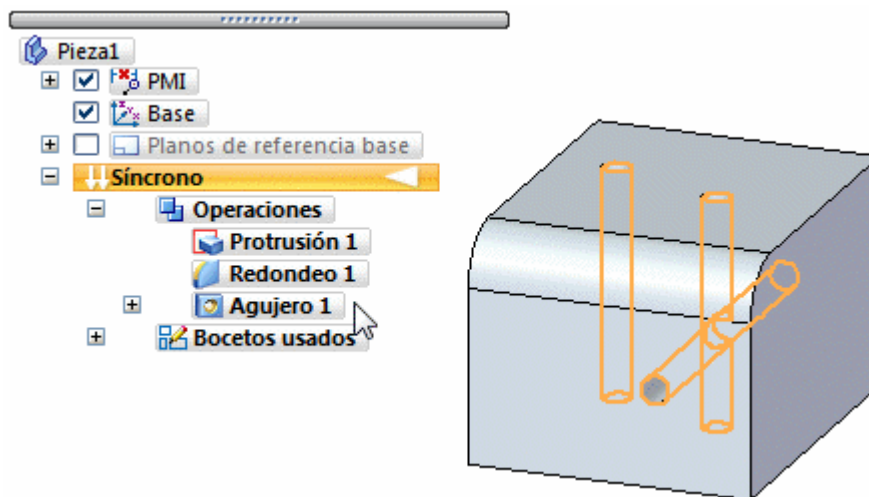 Pieza1
PMI
Base
Planos de referencia base
Síncrono
Operaciones
Protrusión 1
Redondeo 1
Agujero 1
Bocetos usados